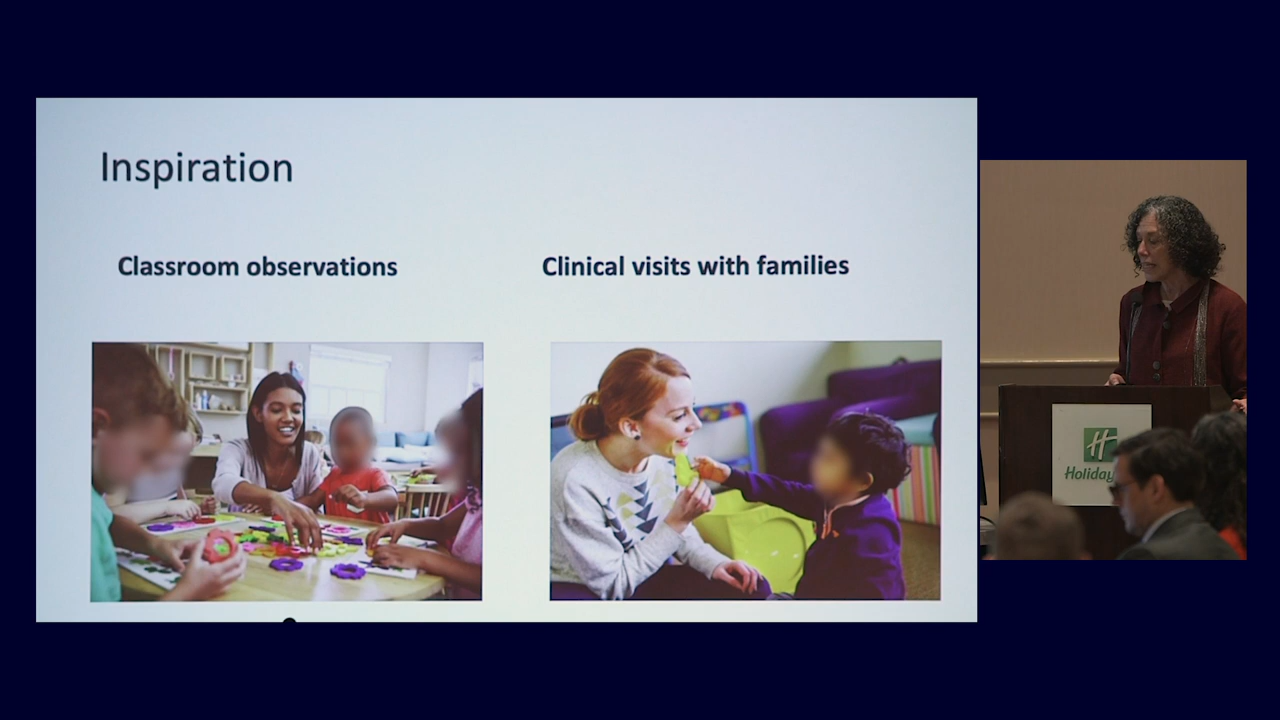 Inspiration
Classroom observations
Clinical visits with families
H
Holiday